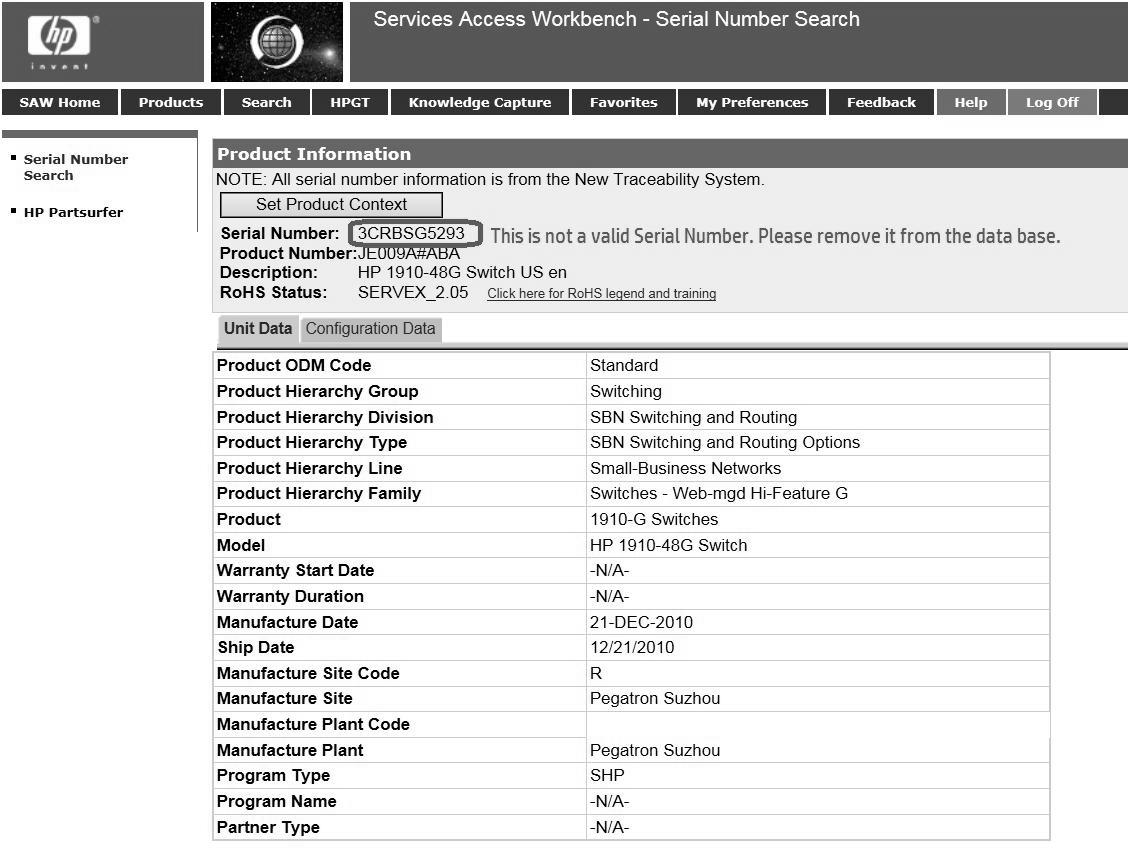 hp
®
invent
Services Access Workbench - Serial Number Search
SAW Home Products Search HPGT Knowledge Capture Favorites My Preferences Feedback Help Log Off
Serial Number
Search
HP Partsurfer
Product Information
NOTE: All serial number information is from the New Traceability System.
Set Product Context
Serial Number: 3CRBSG5293 This is not a valid Serial Number. Please remove it from the data base.
Product Number: JE009A#ABA
Description: HP 1910-48G Switch US en
RoHS Status: SERVEX_2.05 Click here for RoHS legend and training
Unit Data Configuration Data
Product ODM Code Standard
Product Hierarchy Group Switching
Product Hierarchy Division SBN Switching and Routing
Product Hierarchy Type SBN Switching and Routing Options
Product Hierarchy Line Small-Business Networks
Product Hierarchy Family Switches - Web-mgd Hi-Feature G
Product 1910-G Switches
Model HP 1910-48G Switch
Warranty Start Date -N/A-
Warranty Duration -N/A-
Manufacture Date 21-DEC-2010
Ship Date 12/21/2010
Manufacture Site Code R
Manufacture Site Pegatron Suzhou
Manufacture Plant Code
Manufacture Plant Pegatron Suzhou
Program Type SHP
Program Name -N/A-
Partner Type -N/A-